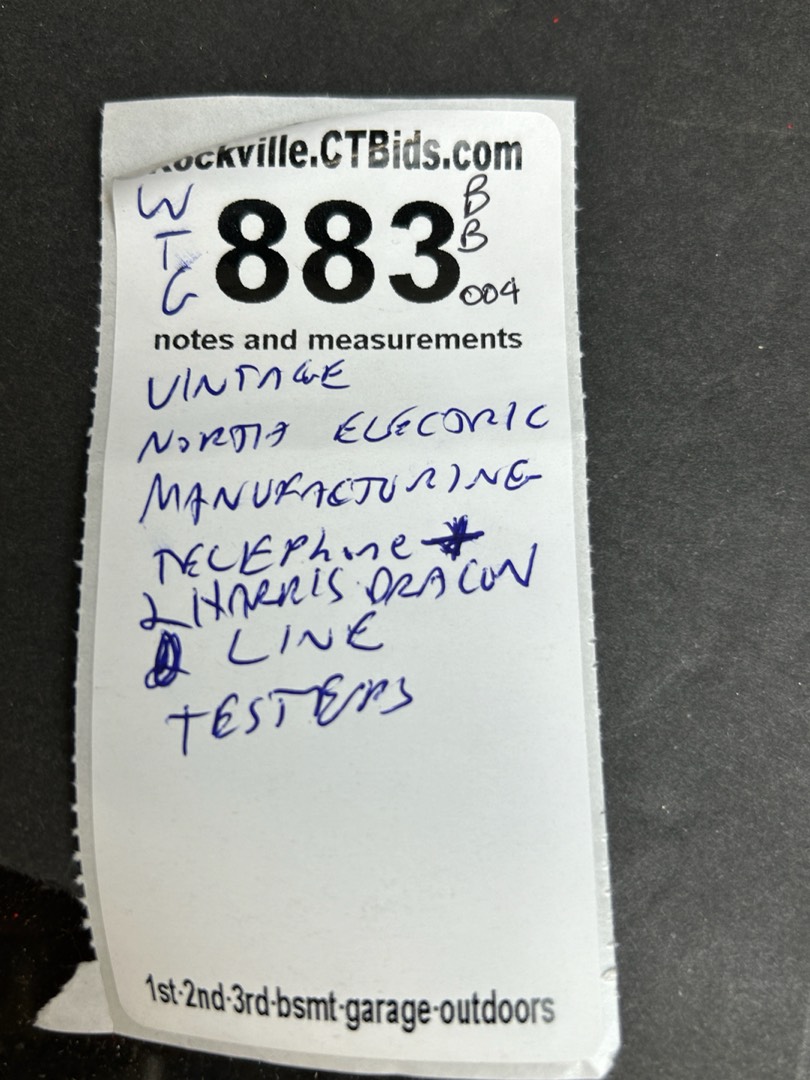 Rockville.CTBids.com
W
T
G
883
B
B
004
notes and measurements
VINTAGE
NORTH ELECORIC
MANUFACTURING
TELEPhone +
2 HARRIS DRACON
LINE
TESTERS
1st-2nd-3rd-bsmt-garage-outdoors